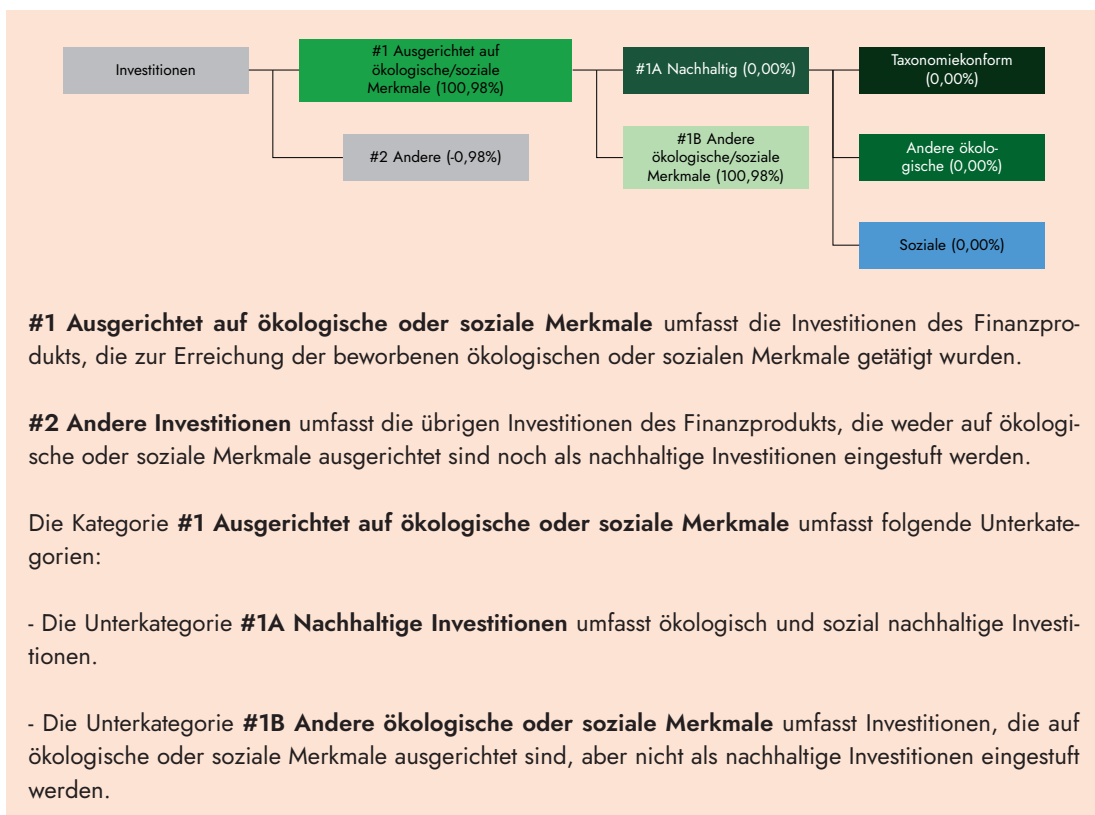 Investitionen
#1 Ausgerichtet auf
ökologische/soziale
Merkmale (100,98%)
#1A Nachhaltig (0,00%)
Taxonomiekonform
(0,00%)
#2 Andere (-0,98%)
#1B Andere
ökologische/soziale
Merkmale (100,98%)
Andere ökolo-
gische (0,00%)
Soziale (0,00%)
#1 Ausgerichtet auf ökologische oder soziale Merkmale umfasst die Investitionen des Finanzpro-
dukts, die zur Erreichung der beworbenen ökologischen oder sozialen Merkmale getätigt wurden.
#2 Andere Investitionen umfasst die übrigen Investitionen des Finanzprodukts, die weder auf ökologi-
sche oder soziale Merkmale ausgerichtet sind noch als nachhaltige Investitionen eingestuft werden.
Die Kategorie #1 Ausgerichtet auf ökologische oder soziale Merkmale umfasst folgende Unterkate-
gorien:
- Die Unterkategorie #1A Nachhaltige Investitionen umfasst ökologisch und sozial nachhaltige Investi-
tionen.
- Die Unterkategorie #1B Andere ökologische oder soziale Merkmale umfasst Investitionen, die auf
ökologische oder soziale Merkmale ausgerichtet sind, aber nicht als nachhaltige Investitionen eingestuft
werden.